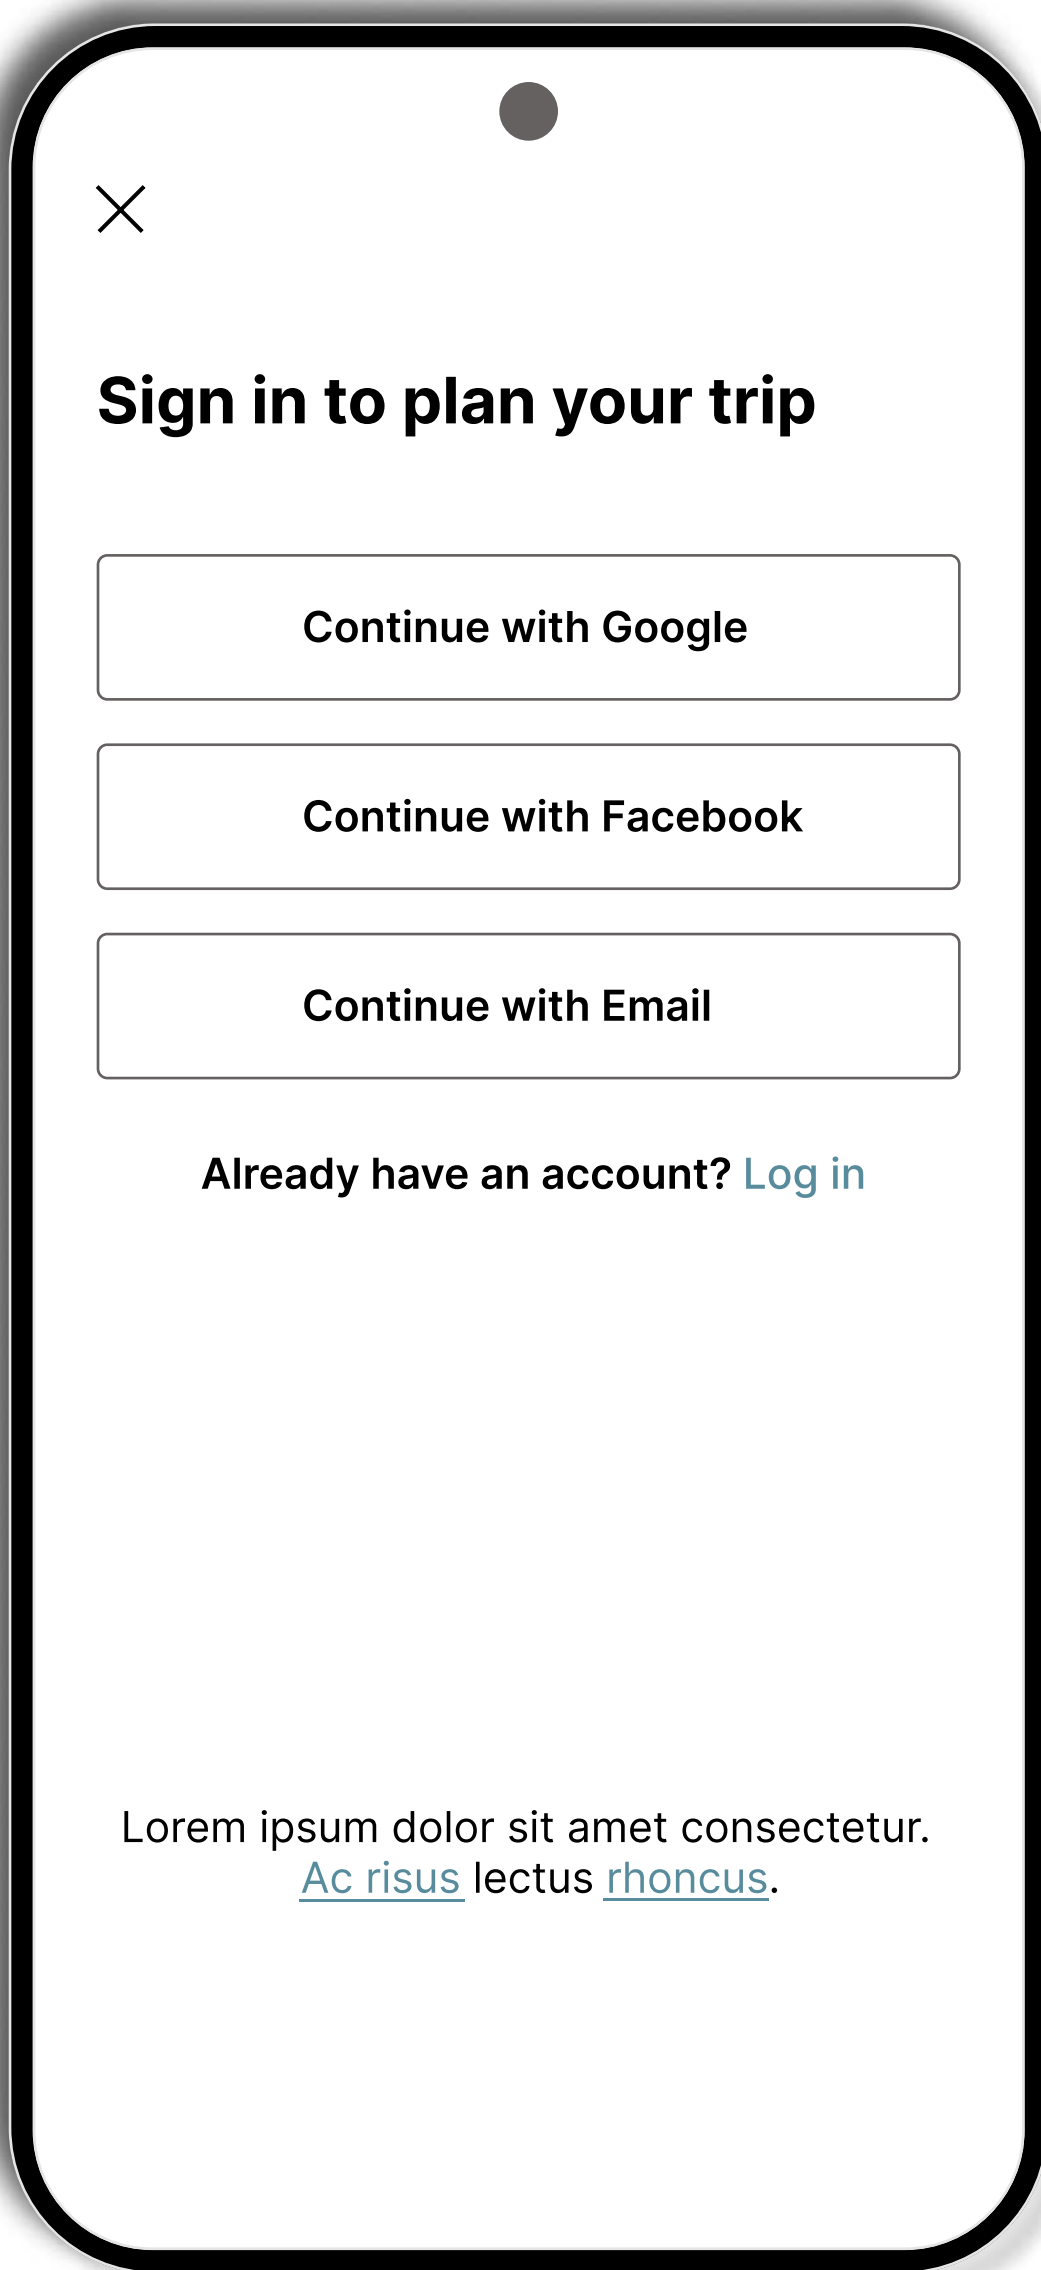 Sign in to plan your trip
Continue with Google
Continue with Facebook
Continue with Email
Already have an account? Log in
Lorem ipsum dolor sit amet consectetur.
Ac risus lectus rhoncus.